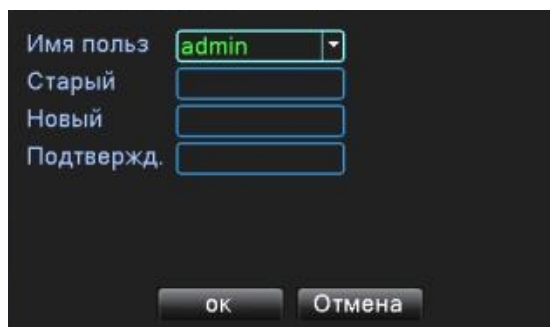 Имя польз admin
Старый
Новый
Подтвержд.
ок Отмена